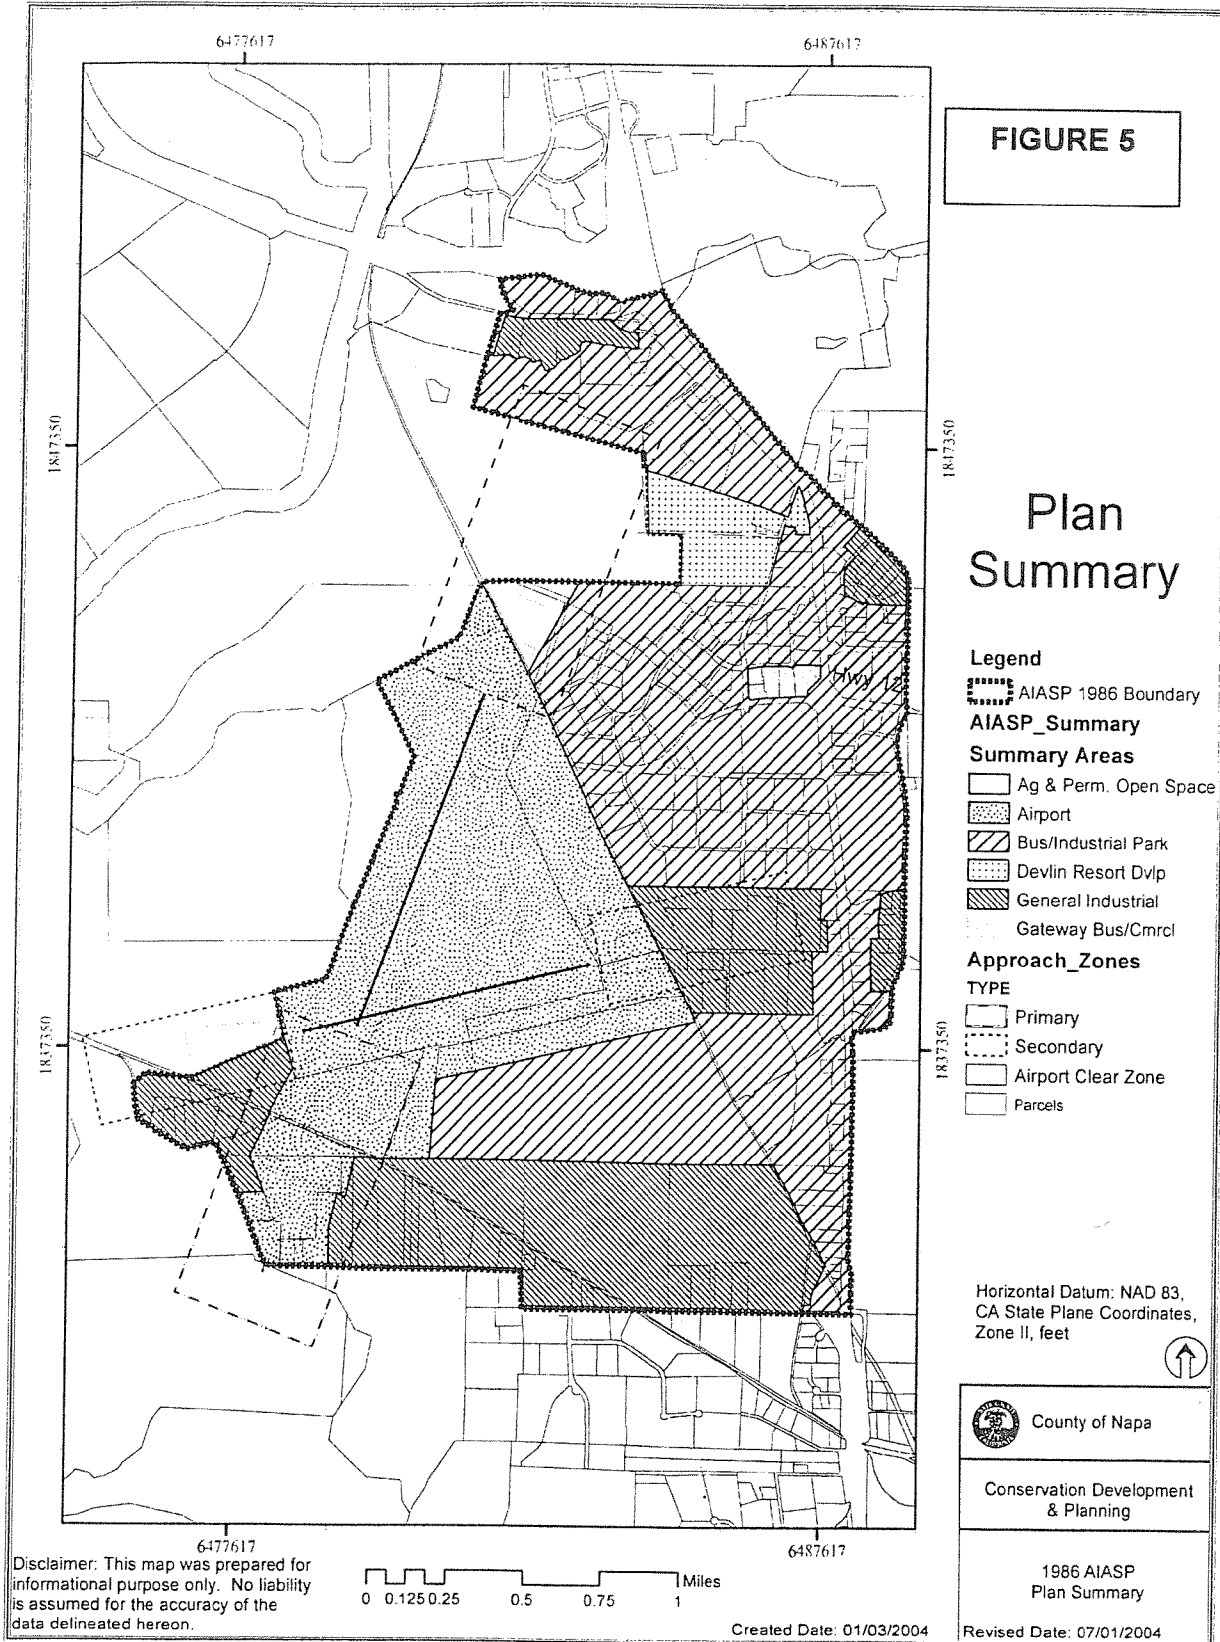 6477617
6487617
FIGURE 5
1847350
1847350
Plan
Summary
Legend
AIASP 1986 Boundary
AIASP_Summary
Summary Areas
Ag & Perm. Open Space
Airport
Bus/Industrial Park
Devlin Resort Dvlp
General Industrial
Gateway Bus/Cmrcl
Approach_Zones
TYPE
Primary
Secondary
Airport Clear Zone
Parcels
Hwy 12
1837350
1837350
Horizontal Datum: NAD 83,
CA State Plane Coordinates,
Zone II, feet
County of Napa
Conservation Development
& Planning
1986 AIASP
Plan Summary
Revised Date: 07/01/2004
6477617
6487617
Disclaimer: This map was prepared for
informational purpose only. No liability
is assumed for the accuracy of the
data delineated hereon.
Miles
0 0.125 0.25 0.5 0.75 1
Created Date: 01/03/2004